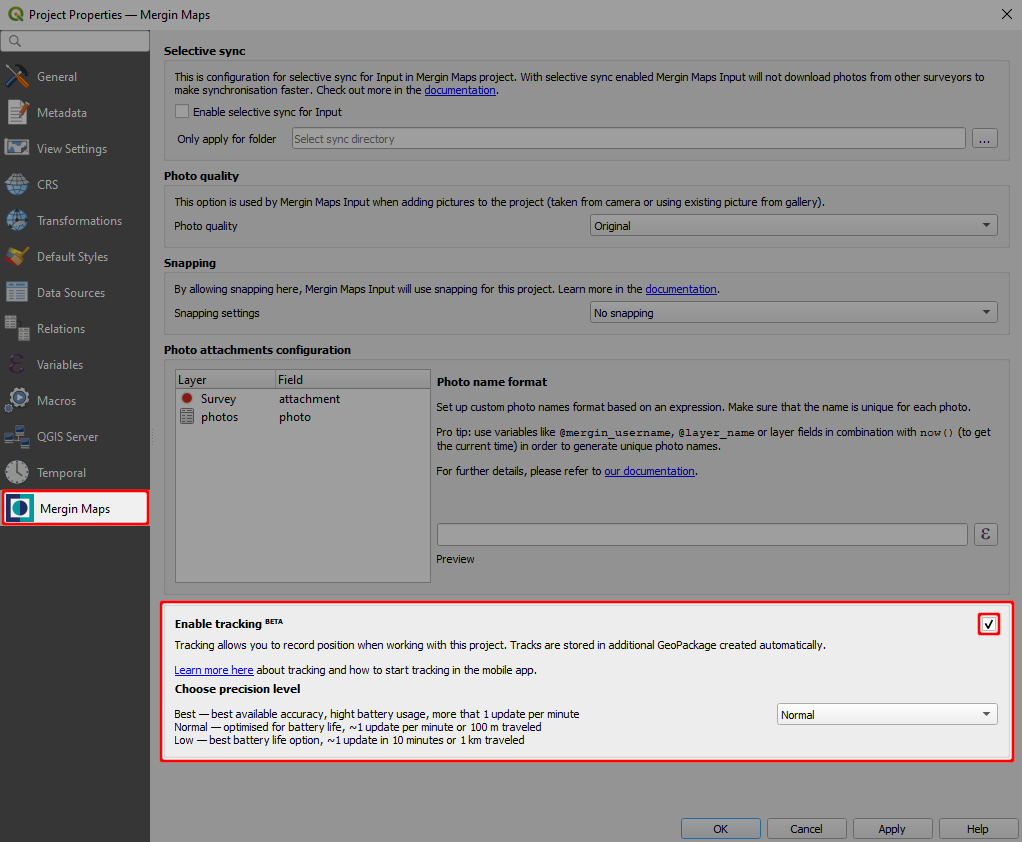 Project Properties — Mergin Maps
General
Metadata
View Settings
CRS
Transformations
Default Styles
Data Sources
Relations
Variables
Macros
QGIS Server
Temporal
Mergin Maps
Selective sync
This is configuration for selective sync for Input in Mergin Maps project. With selective sync enabled Mergin Maps Input will not download photos from other surveyors to
make synchronisation faster. Check out more in the documentation.
Enable selective sync for Input
Only apply for folder
Select sync directory
...
Photo quality
This option is used by Mergin Maps Input when adding pictures to the project (taken from camera or using existing picture from gallery).
Photo quality
Original
Snapping
By allowing snapping here, Mergin Maps Input will use snapping for this project. Learn more in the documentation.
Snapping settings
No snapping
Photo attachments configuration
Layer Field
Survey attachment
photos photo
Photo name format
Set up custom photo names format based on an expression. Make sure that the name is unique for each photo.
Pro tip: use variables like @mergin_username, @layer_name or layer fields in combination with now() (to get
the current time) in order to generate unique photo names.
For further details, please refer to our documentation.
ε
Preview
Enable tracking BETA
Tracking allows you to record position when working with this project. Tracks are stored in additional GeoPackage created automatically.
Learn more here about tracking and how to start tracking in the mobile app.
Choose precision level
Best — best available accuracy, hight battery usage, more that 1 update per minute
Normal — optimised for battery life, ~1 update per minute or 100 m traveled
Low — best battery life option, ~1 update in 10 minutes or 1 km traveled
Normal
OK
Cancel
Apply
Help